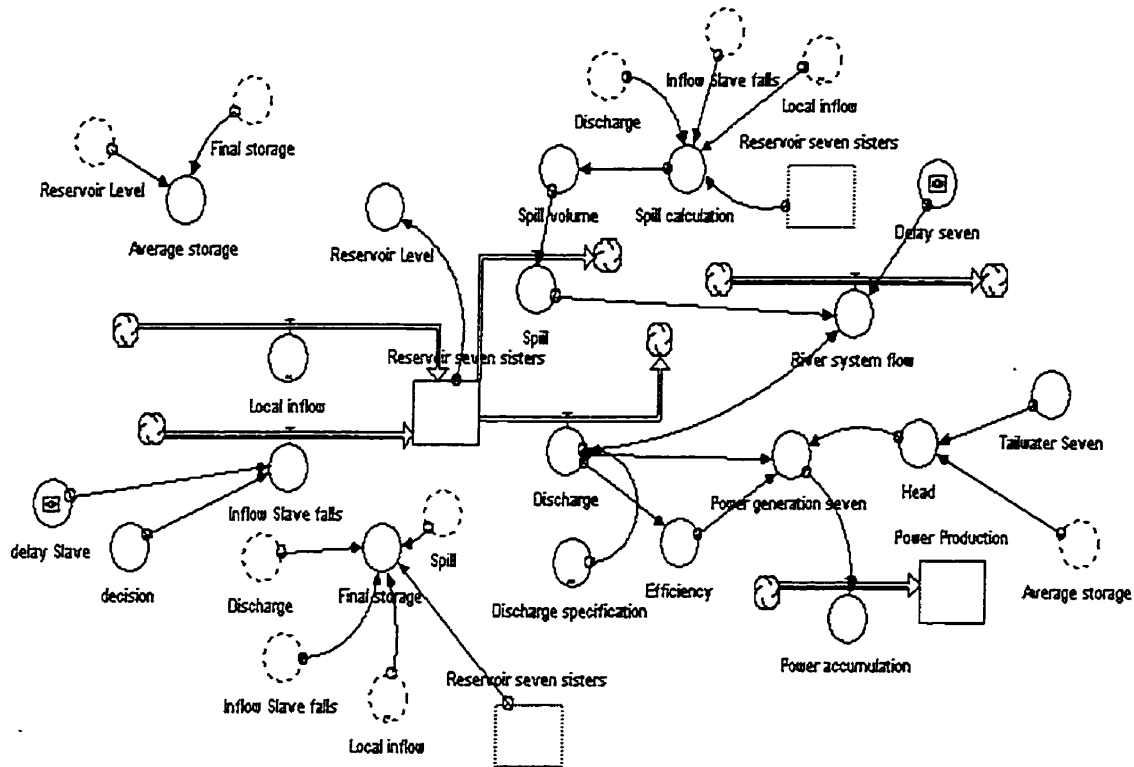 Inflow Slave falls
Discharge
Local inflow
Final storage
Reservoir seven sisters
Reservoir Level
Spill volume
Spill calculation
Delay seven
Average storage
Reservoir Level
Spill
Reservoir seven sisters
River system flow
Local inflow
Tailwater Seven
Inflow Slave falls
Discharge
Power generation seven
Head
delay Slave
Spill
Power Production
decision
Discharge
Final storage
Discharge specification
Efficiency
Average storage
Power accumulation
Inflow Slave falls
Reservoir seven sisters
Local inflow